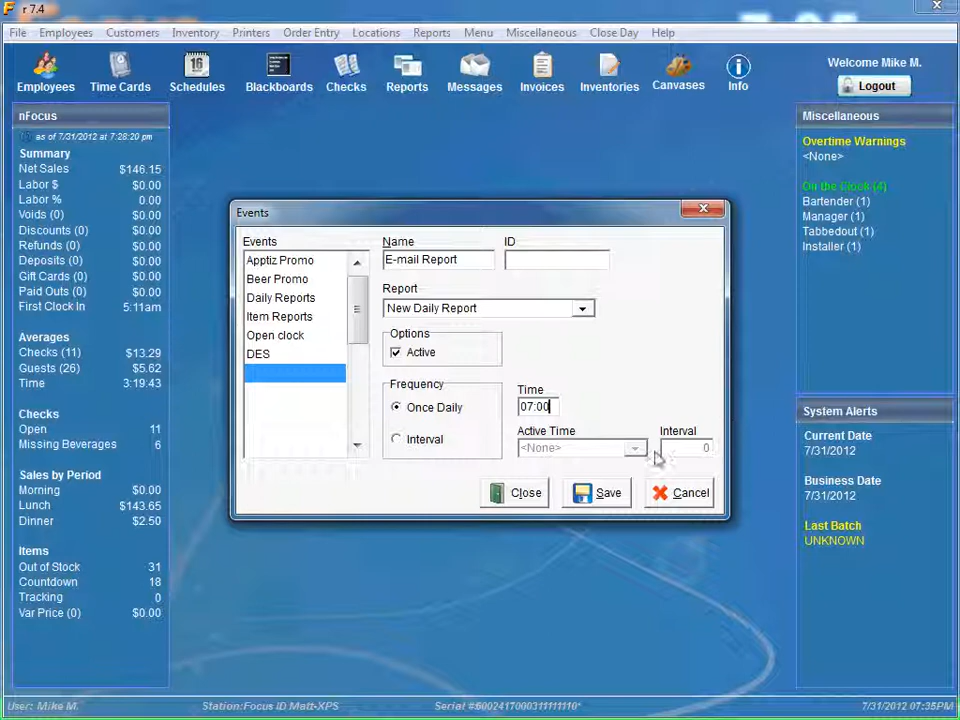 r 7.4
File Employees Customers Inventory Printers Order Entry Locations Reports Menu Miscellaneous Close Day Help
Employees Time Cards Schedules Blackboards Checks Reports Messages Invoices Inventories Canvases Info
16
Welcome Mike M.
Logout
nFocus
as of 7/31/2012 at 7:28:20 pm
Summary
Net Sales $146.15
Labor $ $0.00
Labor % 0.00
Voids (0) $0.00
Discounts (0) $0.00
Refunds (0) $0.00
Deposits (0) $0.00
Gift Cards (0) $0.00
Paid Outs (0) $0.00
First Clock In 5:11am
Averages
Checks (11) $13.29
Guests (26) $5.62
Time 3:19:43
Checks
Open 11
Missing Beverages 6
Sales by Period
Morning $0.00
Lunch $143.65
Dinner $2.50
Items
Out of Stock 31
Countdown 18
Tracking 0
Var Price (0) $0.00
Events
Events
Apptiz Promo
Beer Promo
Daily Reports
Item Reports
Open clock
DES
Name ID
E-mail Report
Report
New Daily Report
Options
Active
Frequency
Once Daily
Interval
Time
07:00
Active Time Interval
<None> 0
Close Save Cancel
Miscellaneous
Overtime Warnings
<None>
On the Clock (4)
Bartender (1)
Manager (1)
Tabbedout (1)
Installer (1)
System Alerts
Current Date
7/31/2012
Business Date
7/31/2012
Last Batch
UNKNOWN
User: Mike M. Station:Focus ID Matt-XPS Serial #6002417000311111110* 7/31/2012 07:35PM